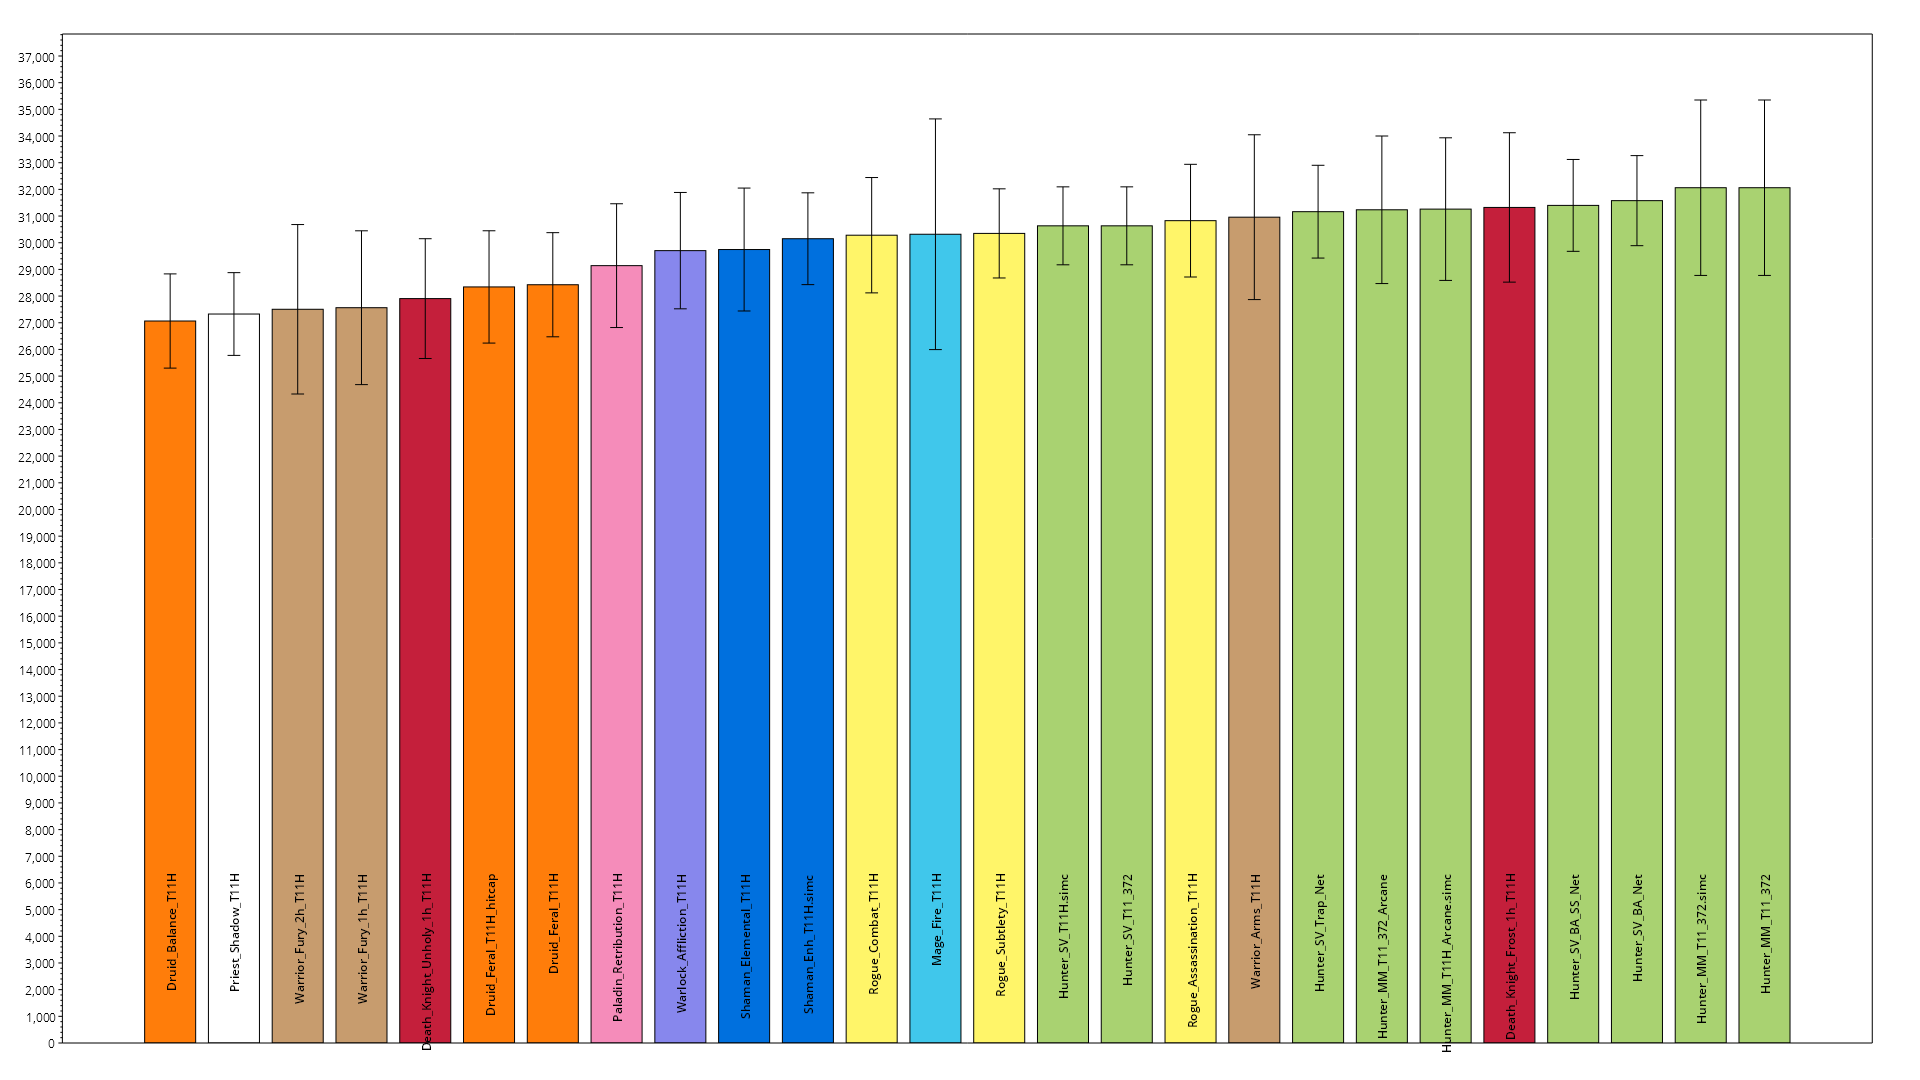 37,000
36,000
35,000
34,000
33,000
32,000
31,000
30,000
29,000
28,000
27,000
26,000
25,000
24,000
23,000
22,000
21,000
20,000
19,000
18,000
17,000
16,000
15,000
14,000
13,000
12,000
11,000
10,000
9,000
8,000
7,000
6,000
5,000
4,000
3,000
2,000
1,000
0
Druid_Balance_T11H
Priest_Shadow_T11H
Warrior_Fury_2h_T11H
Warrior_Fury_1h_T11H
Death_Knight_Unholy_1h_T11H
Druid_Feral_T11H_hitcap
Druid_Feral_T11H
Paladin_Retribution_T11H
Warlock_Affliction_T11H
Shaman_Elemental_T11H
Shaman_Enh_T11H.simc
Rogue_Combat_T11H
Mage_Fire_T11H
Rogue_Subtlety_T11H
Hunter_SV_T11H.simc
Hunter_SV_T11_372
Rogue_Assassination_T11H
Warrior_Arms_T11H
Hunter_SV_Trap_Net
Hunter_MM_T11_372_Arcane
Hunter_MM_T11H_Arcane.simc
Death_Knight_Frost_1h_T11H
Hunter_SV_BA_SS_Net
Hunter_SV_BA_Net
Hunter_MM_T11_372.simc
Hunter_MM_T11_372